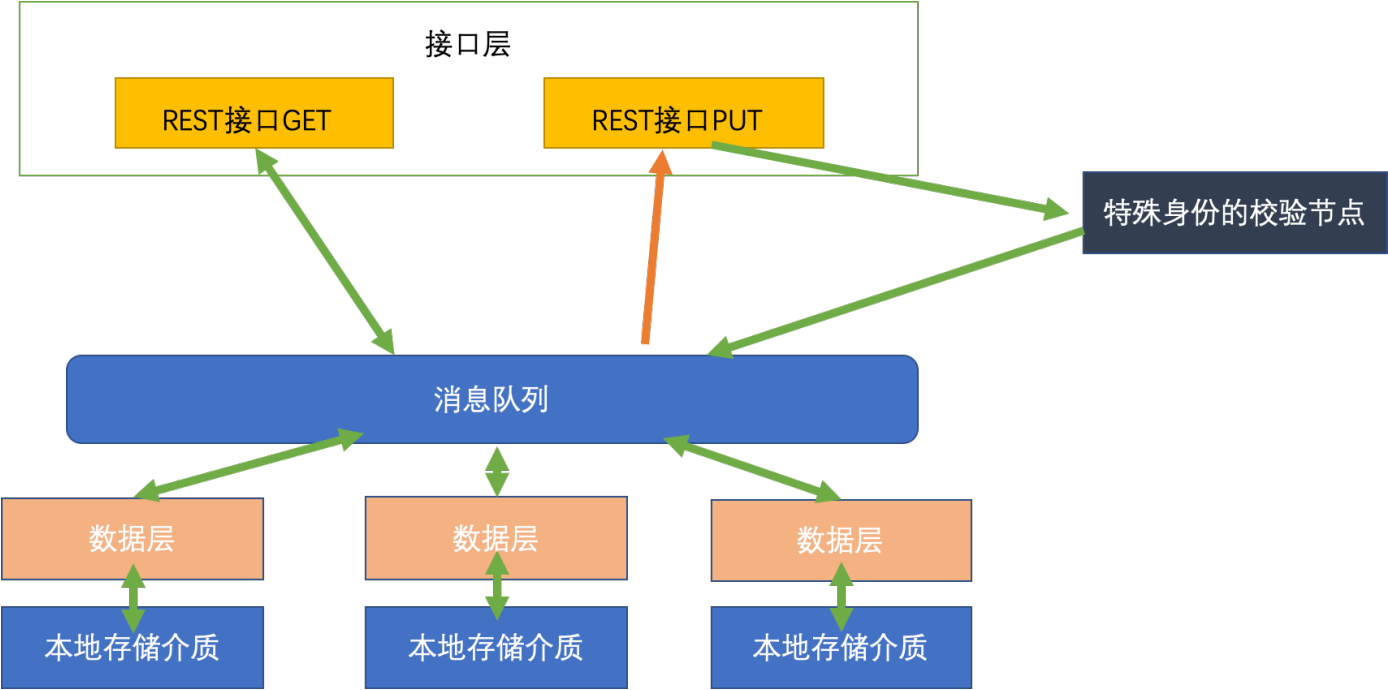 接口层
REST接口GET
REST接口PUT
特殊身份的校验节点
消息队列
数据层
数据层
数据层
本地存储介质
本地存储介质
本地存储介质